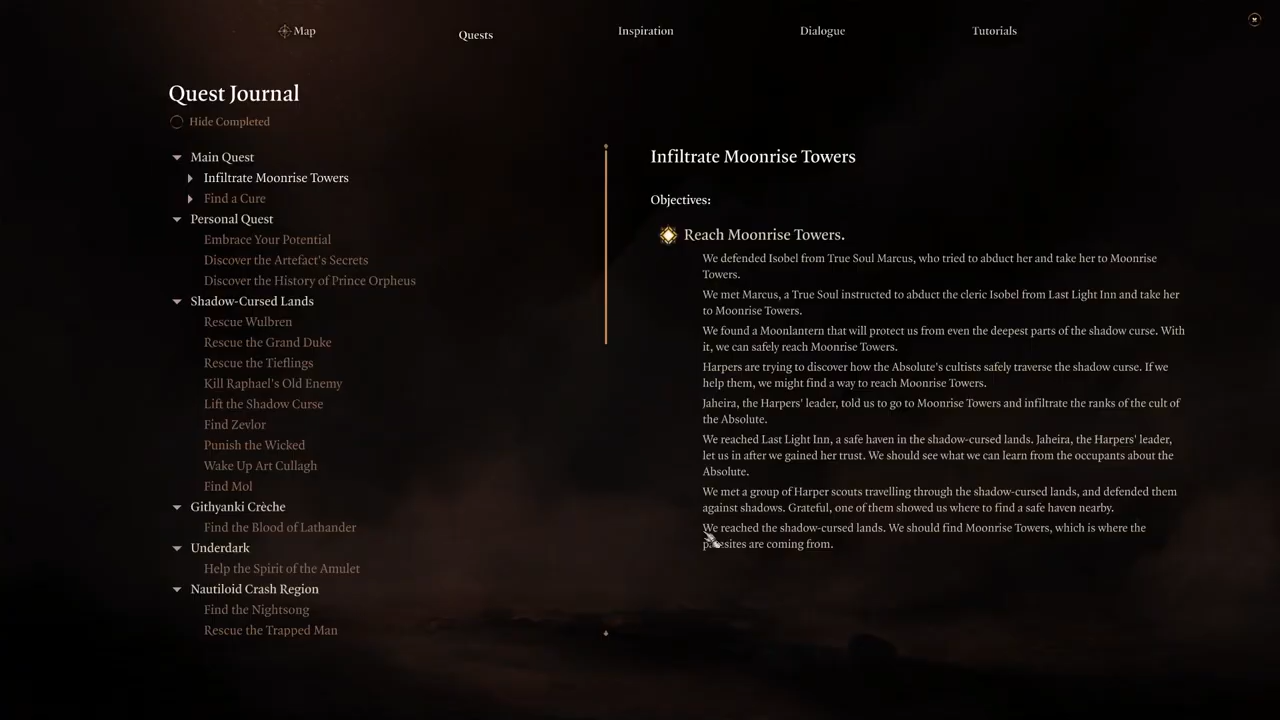 Map
Quests
Inspiration
Dialogue
Tutorials
Quest Journal
Hide Completed
Main Quest
Infiltrate Moonrise Towers
Find a Cure
Personal Quest
Embrace Your Potential
Discover the Artefact's Secrets
Discover the History of Prince Orpheus
Shadow-Cursed Lands
Rescue Wulbren
Rescue the Grand Duke
Rescue the Tieflings
Kill Raphael's Old Enemy
Lift the Shadow Curse
Find Zevlor
Punish the Wicked
Wake Up Art Cullagh
Find Mol
Githyanki Crèche
Find the Blood of Lathander
Underdark
Help the Spirit of the Amulet
Nautiloid Crash Region
Find the Nightsong
Rescue the Trapped Man
Infiltrate Moonrise Towers
Objectives:
Reach Moonrise Towers.
We defended Isobel from True Soul Marcus, who tried to abduct her and take her to Moonrise
Towers.
We met Marcus, a True Soul instructed to abduct the cleric Isobel from Last Light Inn and take her
to Moonrise Towers.
We found a Moonlantern that will protect us from even the deepest parts of the shadow curse. With
it, we can safely reach Moonrise Towers.
Harpers are trying to discover how the Absolute's cultists safely traverse the shadow curse. If we
help them, we might find a way to reach Moonrise Towers.
Jaheira, the Harpers' leader, told us to go to Moonrise Towers and infiltrate the ranks of the cult of
the Absolute.
We reached Last Light Inn, a safe haven in the shadow-cursed lands. Jaheira, the Harpers' leader,
let us in after we gained her trust. We should see what we can learn from the occupants about the
Absolute.
We met a group of Harper scouts travelling through the shadow-cursed lands, and defended them
against shadows. Grateful, one of them showed us where to find a safe haven nearby.
We reached the shadow-cursed lands. We should find Moonrise Towers, which is where the
parasites are coming from.